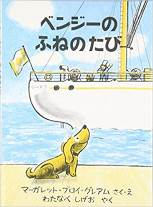 ベンジーの
ふねのたび
マーガレット・ブロイ・グレアム さく・え
わたなべ しげお やく